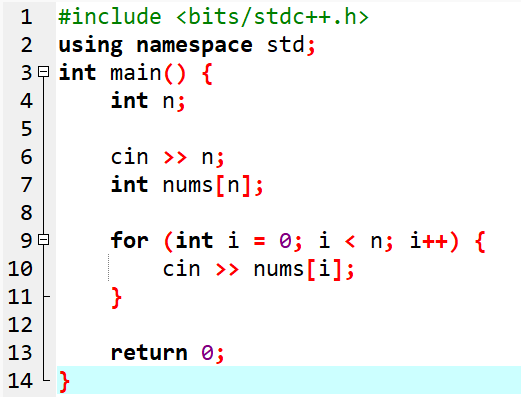 1 #include <bits/stdc++.h>
2 using namespace std;
3 int main() {
4     int n;
5
6     cin >> n;
7     int nums[n];
8
9     for (int i = 0; i < n; i++) {
10         cin >> nums[i];
11     }
12
13     return 0;
14 }